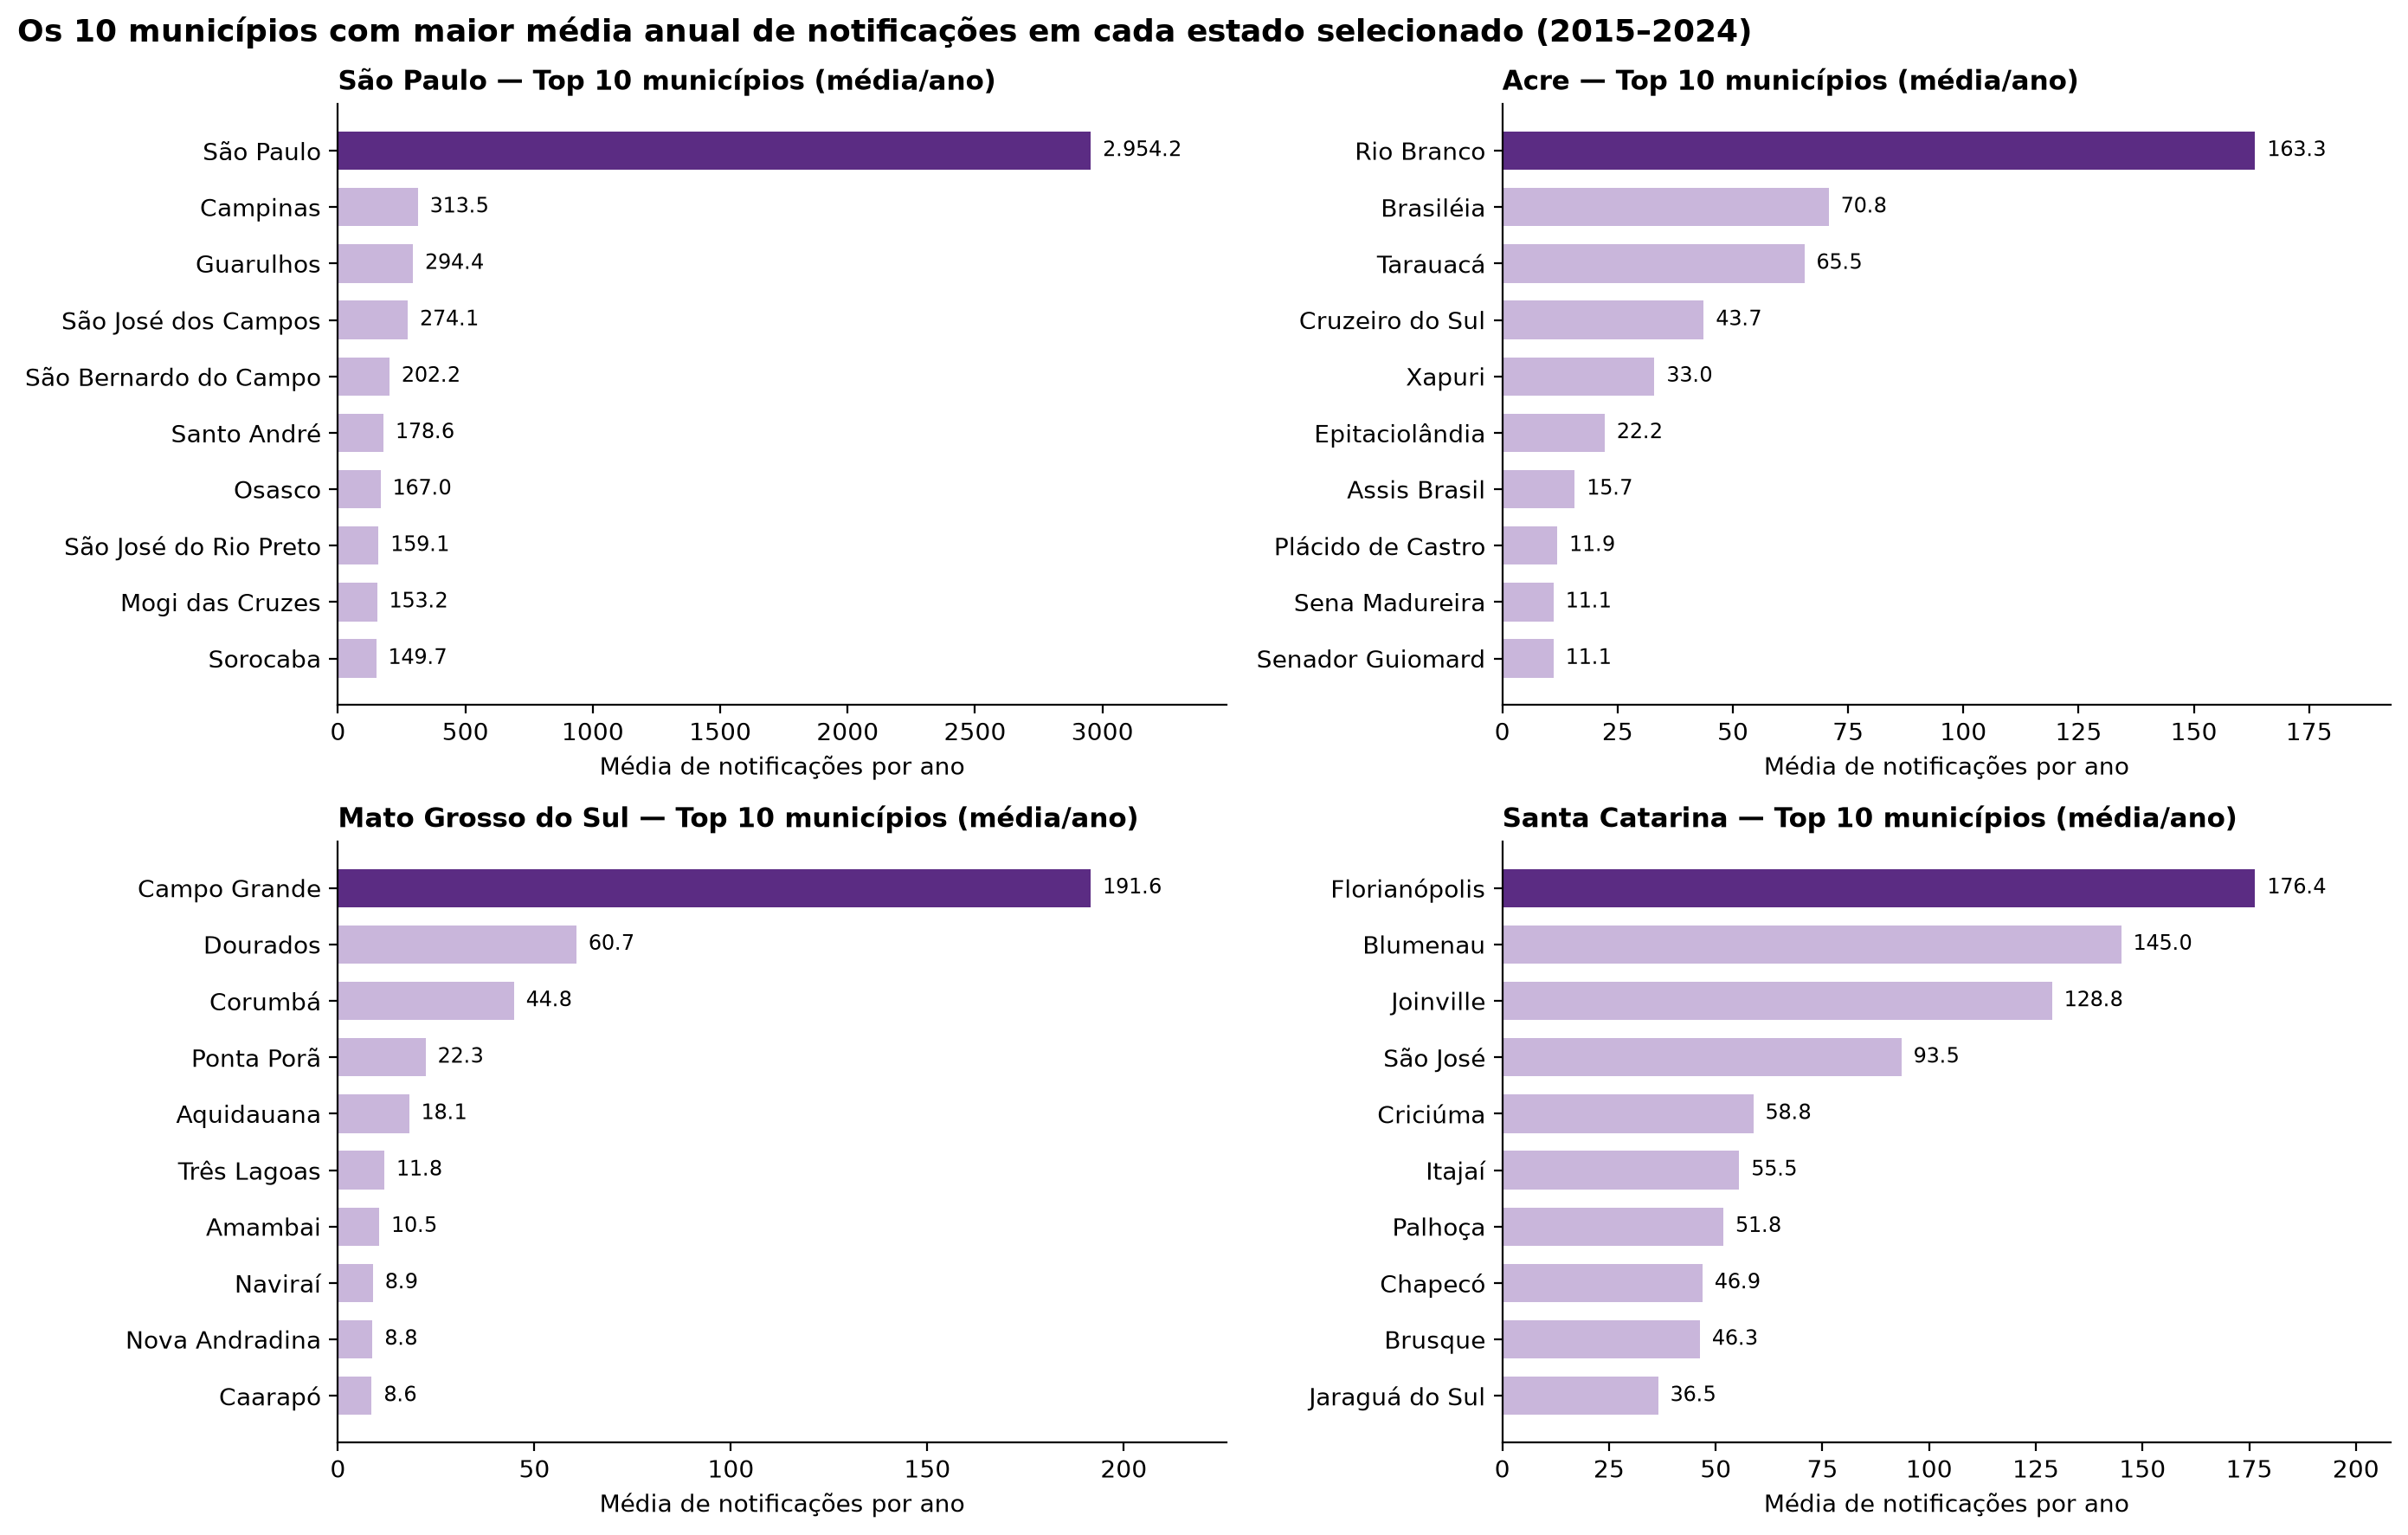 Os 10 municípios com maior média anual de notificações em cada estado selecionado (2015–2024)
São Paulo — Top 10 municípios (média/ano)
São Paulo 2.954.2
Campinas 313.5
Guarulhos 294.4
São José dos Campos 274.1
São Bernardo do Campo 202.2
Santo André 178.6
Osasco 167.0
São José do Rio Preto 159.1
Mogi das Cruzes 153.2
Sorocaba 149.7
0 500 1000 1500 2000 2500 3000
Média de notificações por ano
Acre — Top 10 municípios (média/ano)
Rio Branco 163.3
Brasiléia 70.8
Tarauacá 65.5
Cruzeiro do Sul 43.7
Xapuri 33.0
Epitaciolândia 22.2
Assis Brasil 15.7
Plácido de Castro 11.9
Sena Madureira 11.1
Senador Guiomard 11.1
0 25 50 75 100 125 150 175
Média de notificações por ano
Mato Grosso do Sul — Top 10 municípios (média/ano)
Campo Grande 191.6
Dourados 60.7
Corumbá 44.8
Ponta Porã 22.3
Aquidauana 18.1
Três Lagoas 11.8
Amambai 10.5
Naviraí 8.9
Nova Andradina 8.8
Caarapó 8.6
0 50 100 150 200
Média de notificações por ano
Santa Catarina — Top 10 municípios (média/ano)
Florianópolis 176.4
Blumenau 145.0
Joinville 128.8
São José 93.5
Criciúma 58.8
Itajaí 55.5
Palhoça 51.8
Chapecó 46.9
Brusque 46.3
Jaraguá do Sul 36.5
0 25 50 75 100 125 150 175 200
Média de notificações por ano